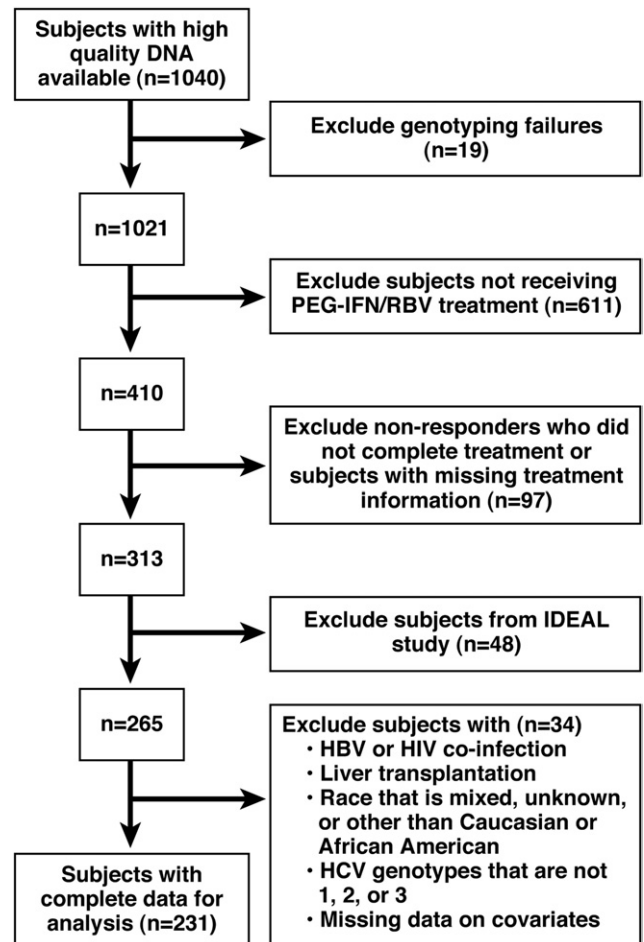 Subjects with high
quality DNA
available (n=1040)
Exclude genotyping failures
(n=19)
n=1021
Exclude subjects not receiving
PEG-IFN/RBV treatment (n=611)
n=410
Exclude non-responders who did
not complete treatment or
subjects with missing treatment
information (n=97)
n=313
Exclude subjects from IDEAL
study (n=48)
n=265
Exclude subjects with (n=34)
· HBV or HIV co-infection
· Liver transplantation
· Race that is mixed, unknown,
or other than Caucasian or
African American
· HCV genotypes that are not
1, 2, or 3
· Missing data on covariates
Subjects with
complete data for
analysis (n=231)